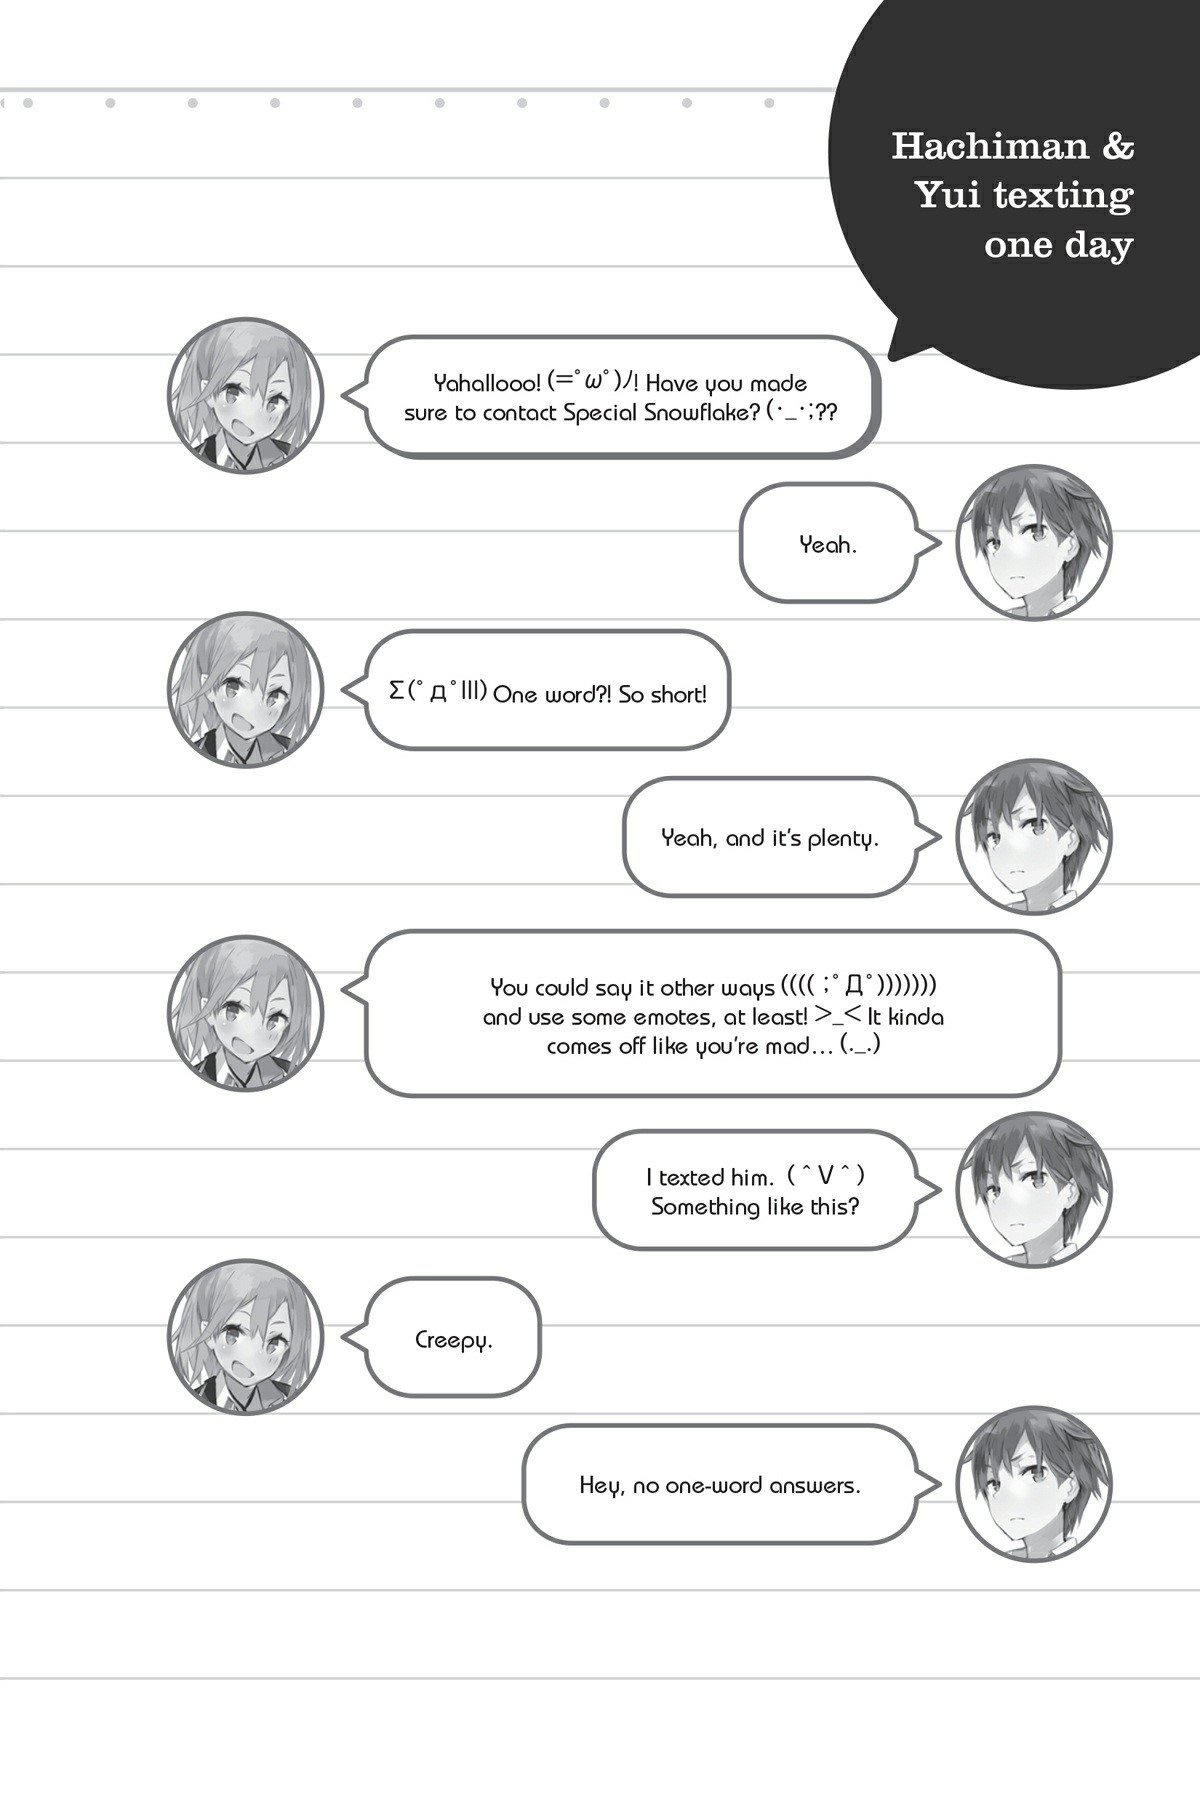 Hachiman &
Yui texting
one day
Yahallooo! (=ﾟωﾟ)ﾉ! Have you made
sure to contact Special Snowflake? (･_･;??
Yeah.
Σ(ﾟдﾟlll) One word?! So short!
Yeah, and it's plenty.
You could say it other ways (((( ;ﾟДﾟ)))))))
and use some emotes, at least! >_< It kinda
comes off like you're mad... (._.)
I texted him. (＾V＾)
Something like this?
Creepy.
Hey, no one-word answers.